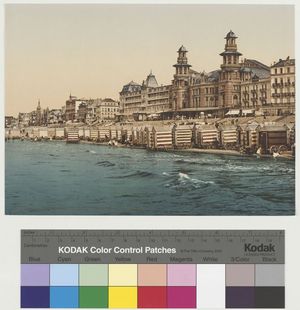 Kodak
KODAK Color Control Patches
Blue Cyan Green Yellow Red Magenta White 3/Color Black